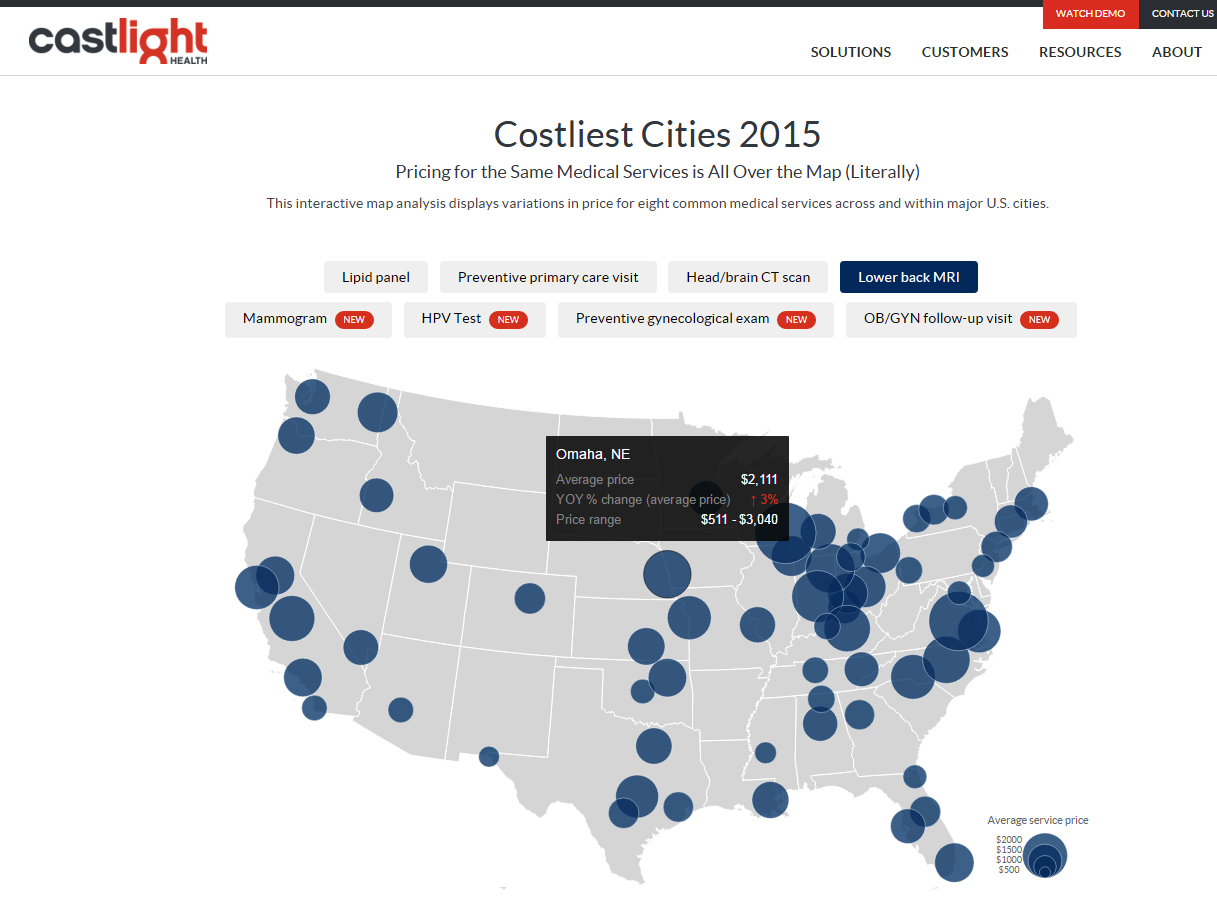 WATCH DEMO CONTACT US
castlight
HEALTH
SOLUTIONS CUSTOMERS RESOURCES ABOUT
Costliest Cities 2015
Pricing for the Same Medical Services is All Over the Map (Literally)
This interactive map analysis displays variations in price for eight common medical services across and within major U.S. cities.
Lipid panel Preventive primary care visit Head/brain CT scan Lower back MRI
Mammogram NEW HPV Test NEW Preventive gynecological exam NEW OB/GYN follow-up visit NEW
Omaha, NE
Average price $2,111
YOY % change (average price) ↑ 3%
Price range $511 - $3,040
Average service price
$2000
$1500
$1000
$500